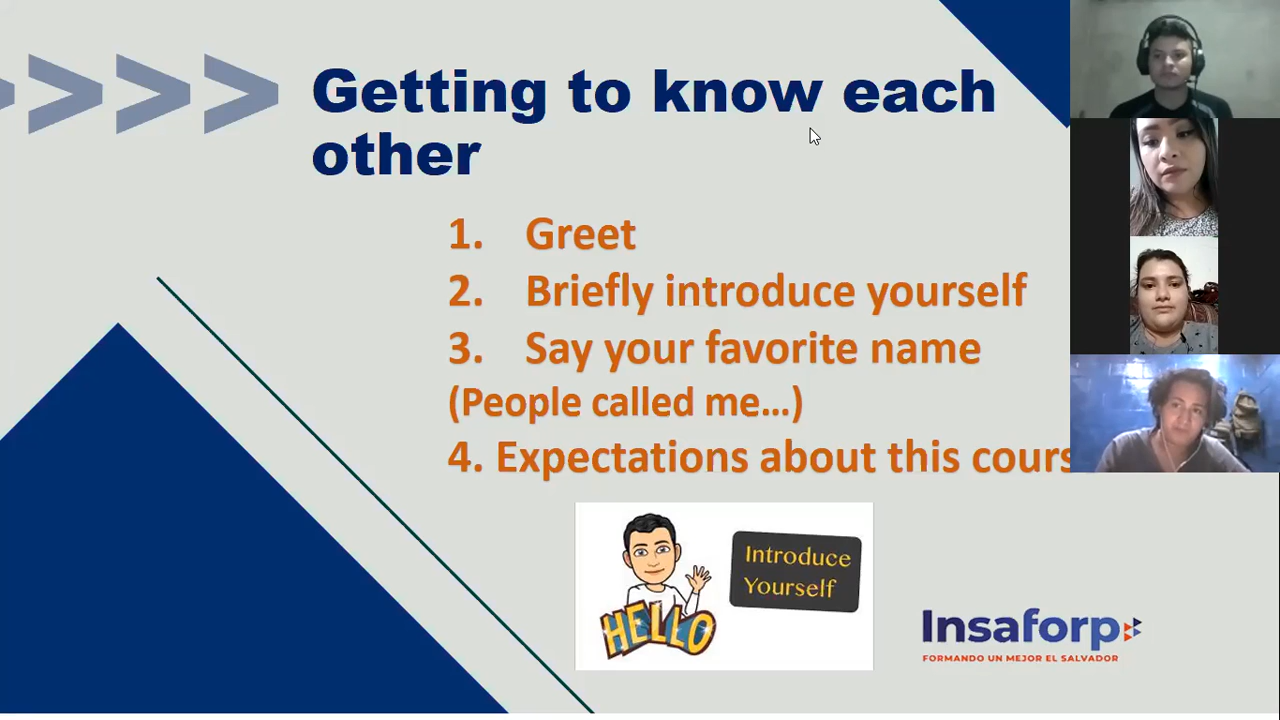 Getting to know each
other
1. Greet
2. Briefly introduce yourself
3. Say your favorite name
(People called me…)
4. Expectations about this cours
HELLO
Introduce
Yourself
Insaforp
FORMANDO UN MEJOR EL SALVADOR